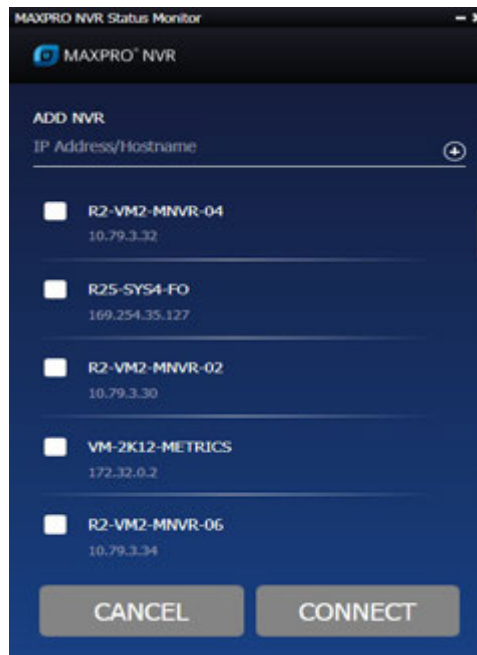 MAXPRO NVR Status Monitor
MAXPRO® NVR
ADD NVR
IP Address/Hostname
R2-VM2-MNVR-04
10.79.3.32
R25-SYS4-FO
169.254.35.127
R2-VM2-MNVR-02
10.79.3.30
VM-2K12-METRICS
172.32.0.2
R2-VM2-MNVR-06
10.79.3.34
CANCEL CONNECT